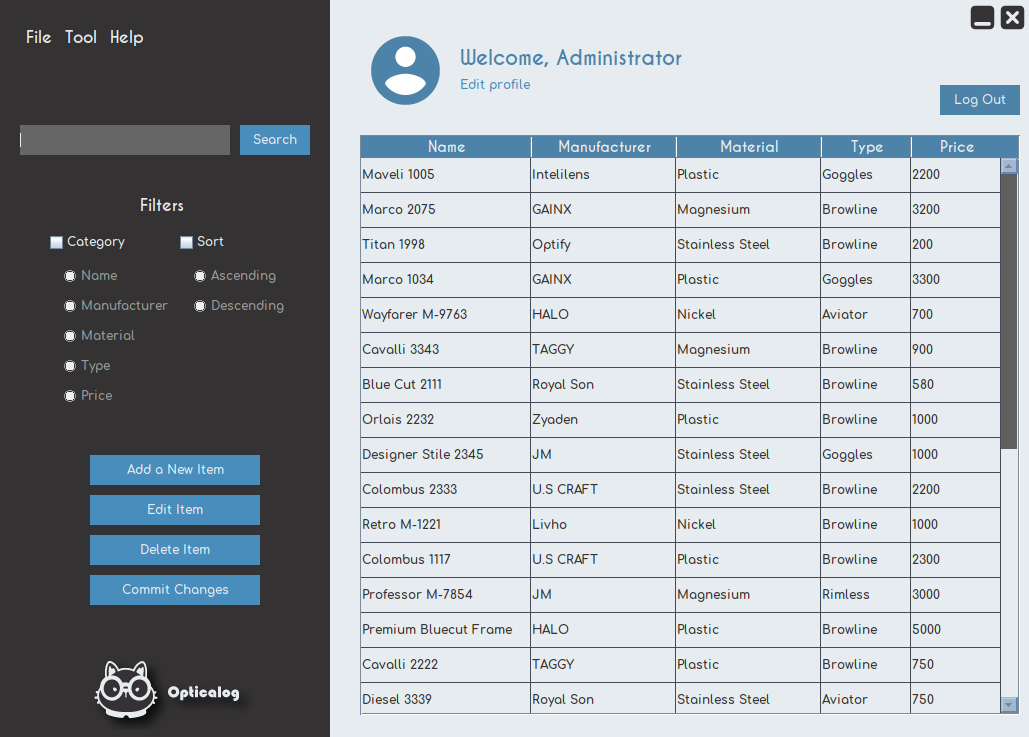 File Tool Help
Search
Filters
Category Sort
Name Ascending
Manufacturer Descending
Material
Type
Price
Add a New Item
Edit Item
Delete Item
Commit Changes
Opticalog
Welcome, Administrator
Edit profile
Log Out
Name Manufacturer Material Type Price
Maveli 1005 Intelilens Plastic Goggles 2200
Marco 2075 GAINX Magnesium Browline 3200
Titan 1998 Optify Stainless Steel Browline 200
Marco 1034 GAINX Plastic Goggles 3300
Wayfarer M-9763 HALO Nickel Aviator 700
Cavalli 3343 TAGGY Magnesium Browline 900
Blue Cut 2111 Royal Son Stainless Steel Browline 580
Orlais 2232 Zyaden Plastic Browline 1000
Designer Stile 2345 JM Stainless Steel Goggles 1000
Colombus 2333 U.S CRAFT Stainless Steel Browline 2200
Retro M-1221 Livho Nickel Browline 1000
Colombus 1117 U.S CRAFT Plastic Browline 2300
Professor M-7854 JM Magnesium Rimless 3000
Premium Bluecut Frame HALO Plastic Browline 5000
Cavalli 2222 TAGGY Plastic Browline 750
Diesel 3339 Royal Son Stainless Steel Aviator 750